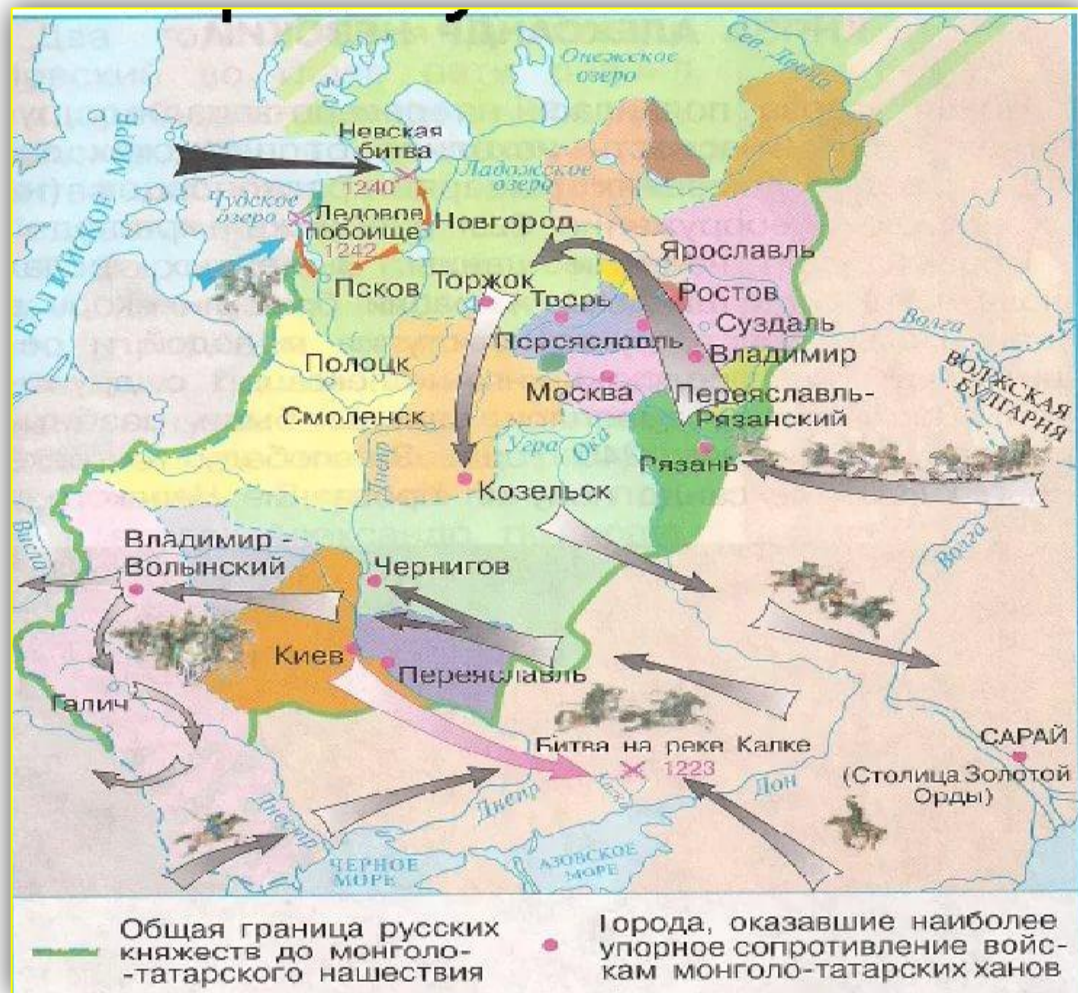 Онежское
озеро
Сев. Двина
Невская
битва
1240
Ладожское
озеро
Чудское
озеро
Ледовое
побоище
1242
Новгород
БАЛТИЙСКОЕ МОРЕ
Псков
Торжок
Тверь
Ярославль
Ростов
Суздаль
Переяславль
Владимир
Волга
ВОЛЖСКАЯ
БУЛГАРИЯ
Полоцк
Смоленск
Москва
Переяславль-
Рязанский
Угра
Ока
Рязань
Днепр
Козельск
Волга
Висла
Владимир -
Волынский
Чернигов
Киев
Переяславль
Галич
Битва на реке Калке
1223
САРАЙ
(Столица Золотой
Орды)
Днестр
Днепр
Дон
ЧЕРНОЕ
МОРЕ
АЗОВСКОЕ
МОРЕ
Общая граница русских
княжеств до монголо-
-татарского нашествия
Города, оказавшие наиболее
упорное сопротивление войс-
кам монголо-татарских ханов